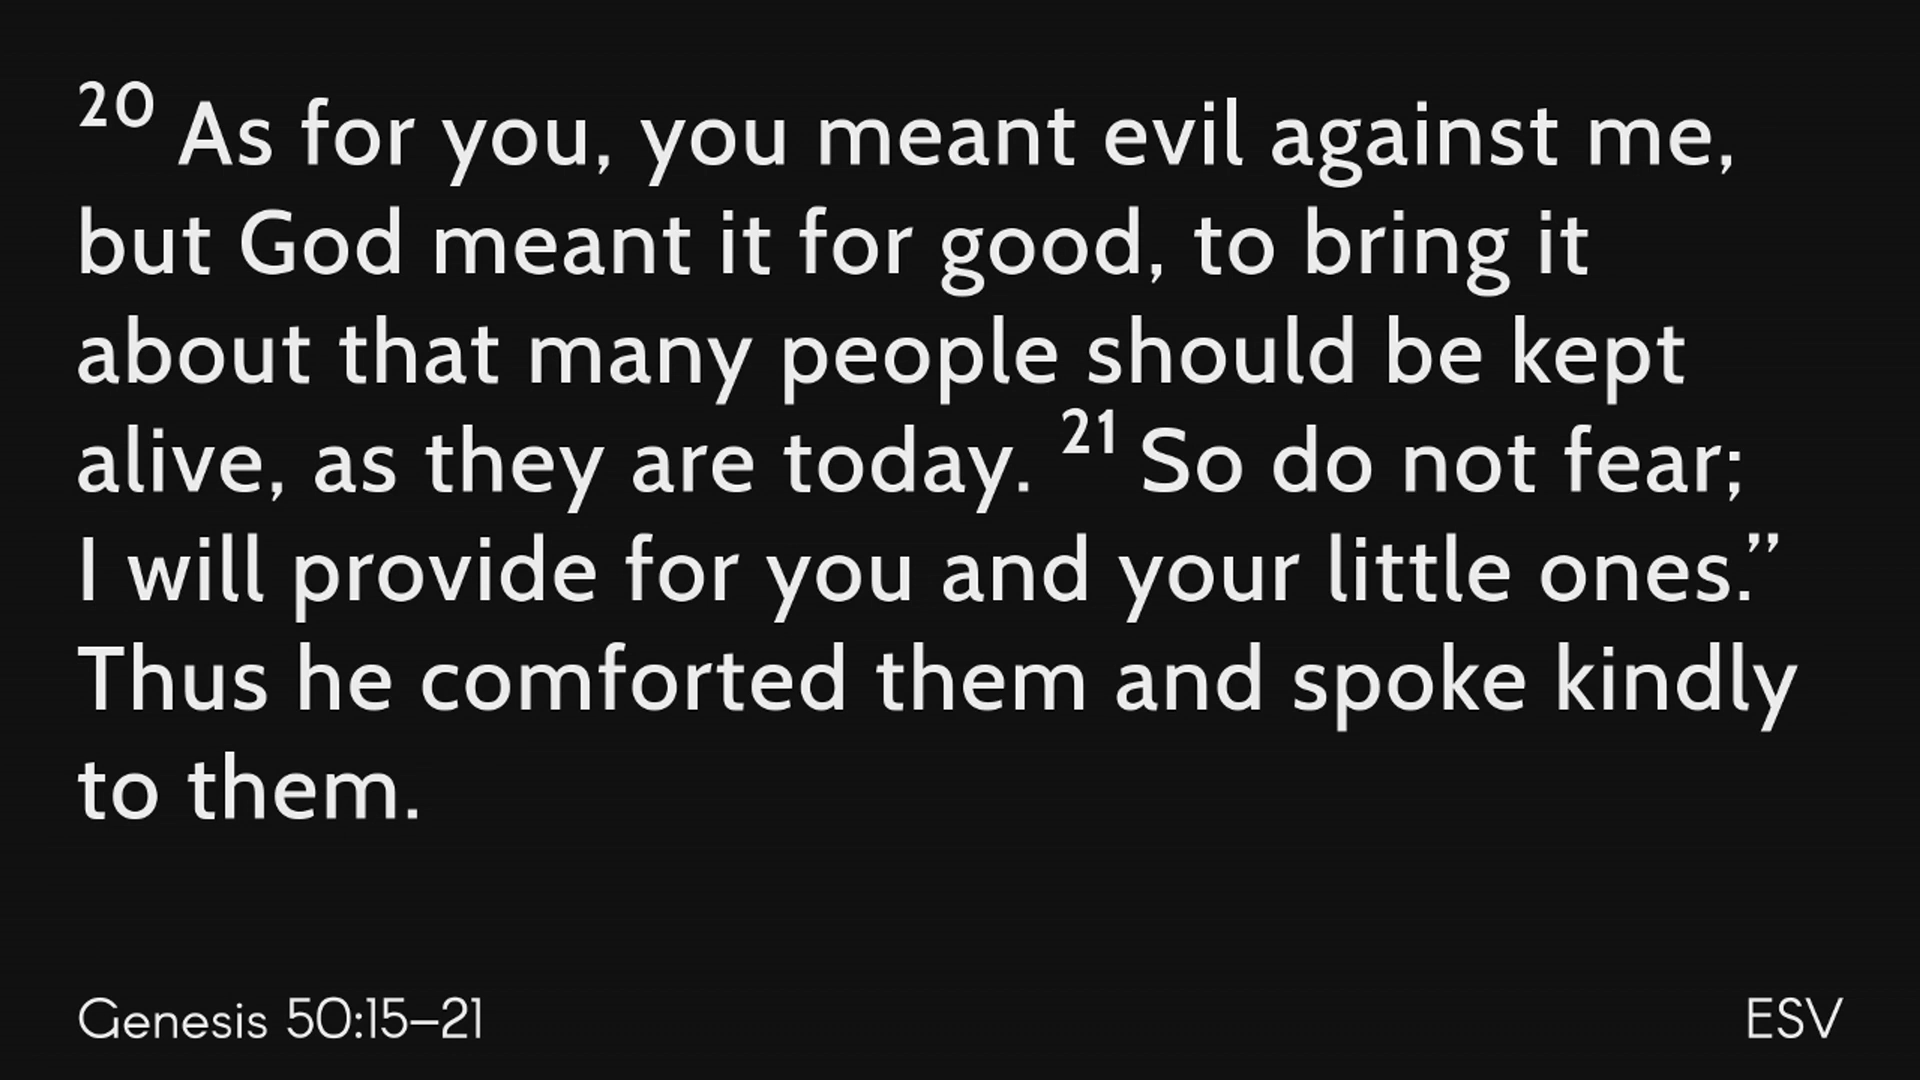 20 As for you, you meant evil against me,
but God meant it for good, to bring it
about that many people should be kept
alive, as they are today. 21 So do not fear;
I will provide for you and your little ones.”
Thus he comforted them and spoke kindly
to them.
Genesis 50:15–21
ESV